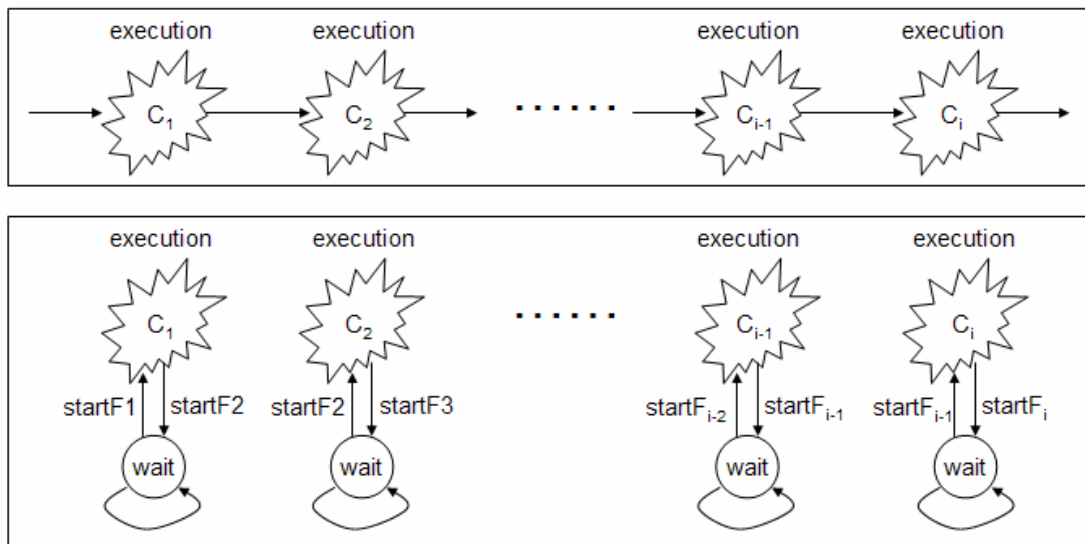 execution execution execution execution
C₁ C₂ ...... Cᵢ₋₁ Cᵢ
execution execution execution execution
C₁ C₂ ...... Cᵢ₋₁ Cᵢ
startF1 startF2 startF2 startF3 startFᵢ₋₂ startFᵢ₋₁ startFᵢ₋₁ startFᵢ
wait wait wait wait